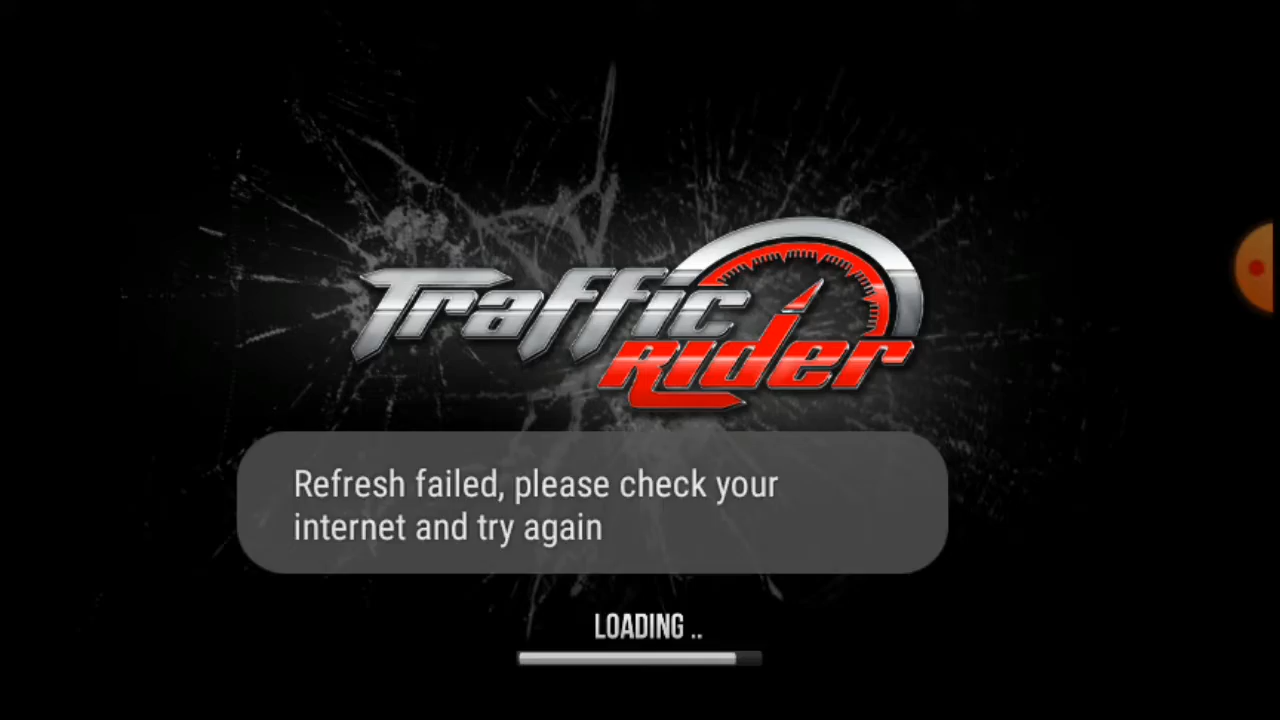 Traffic
Rider
Refresh failed, please check your
internet and try again
LOADING ..